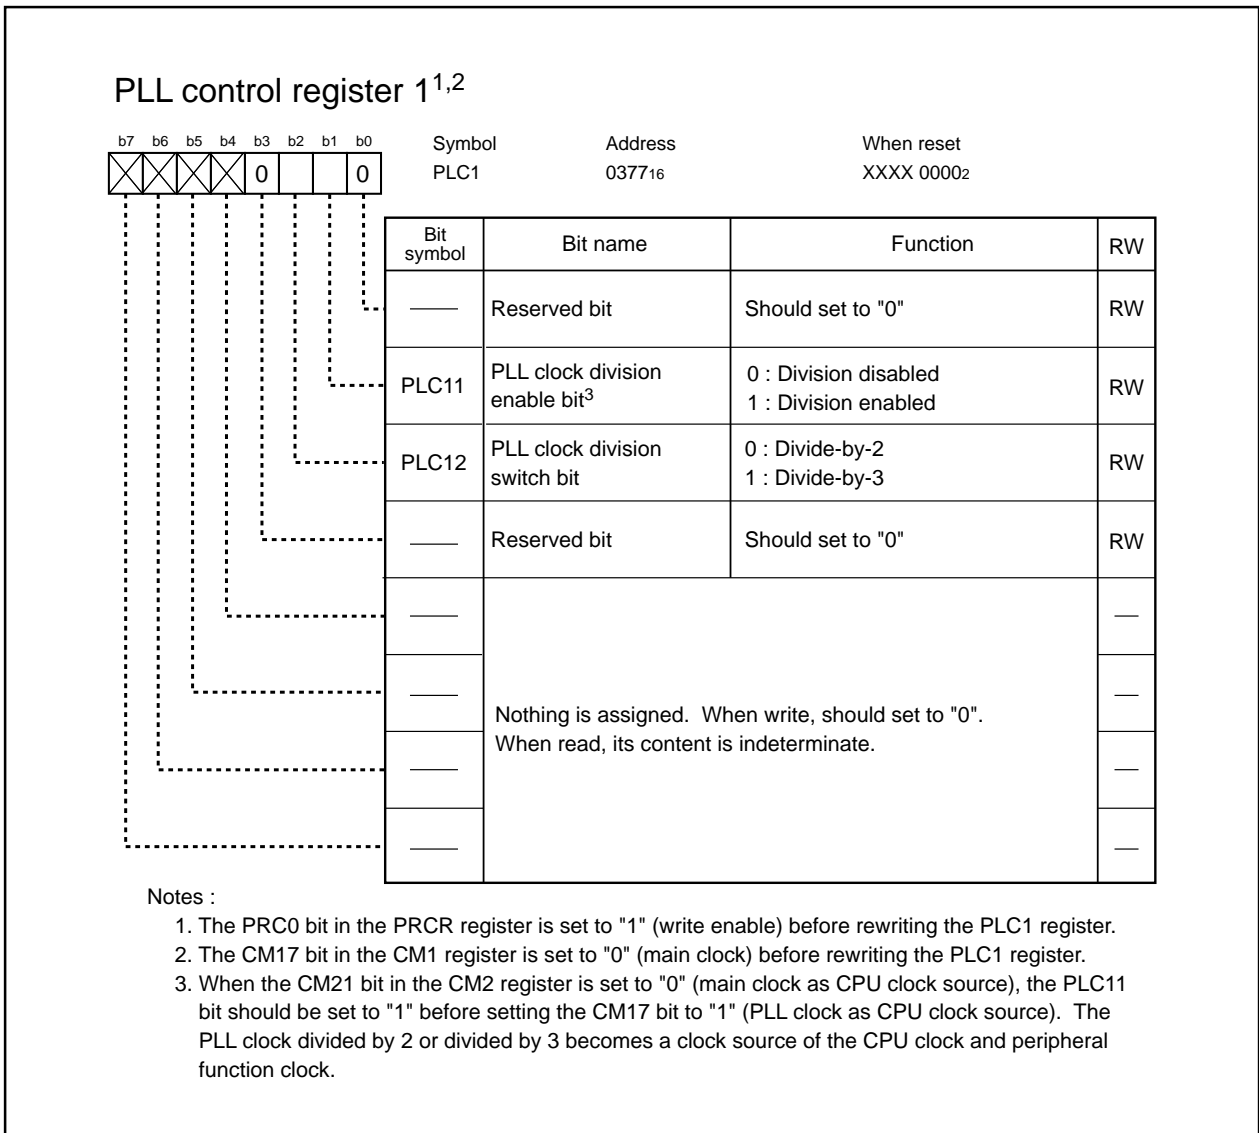 PLL control register 1 1,2
b7 b6 b5 b4 b3 b2 b1 b0
Symbol Address When reset
0 0
PLC1 037716 XXXX 00002
Bit symbol Bit name Function RW
— Reserved bit Should set to "0" RW
PLC11 PLL clock division enable bit3 0 : Division disabled
1 : Division enabled RW
PLC12 PLL clock division switch bit 0 : Divide-by-2
1 : Divide-by-3 RW
— Reserved bit Should set to "0" RW
— —
— —
Nothing is assigned. When write, should set to "0".
When read, its content is indeterminate.
— —
— —
Notes :
1. The PRC0 bit in the PRCR register is set to "1" (write enable) before rewriting the PLC1 register.
2. The CM17 bit in the CM1 register is set to "0" (main clock) before rewriting the PLC1 register.
3. When the CM21 bit in the CM2 register is set to "0" (main clock as CPU clock source), the PLC11
bit should be set to "1" before setting the CM17 bit to "1" (PLL clock as CPU clock source). The
PLL clock divided by 2 or divided by 3 becomes a clock source of the CPU clock and peripheral
function clock.